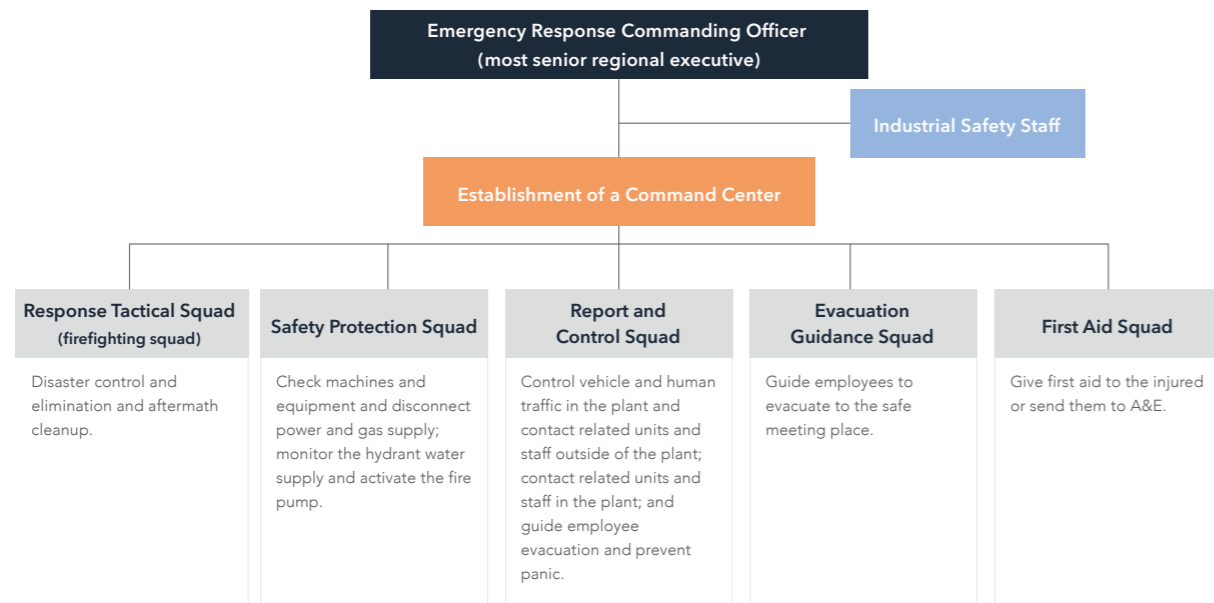 Emergency Response Commanding Officer
(most senior regional executive)
Industrial Safety Staff
Establishment of a Command Center
Response Tactical Squad
(firefighting squad)
Disaster control and
elimination and aftermath
cleanup.
Safety Protection Squad
Check machines and
equipment and disconnect
power and gas supply;
monitor the hydrant water
supply and activate the fire
pump.
Report and
Control Squad
Control vehicle and human
traffic in the plant and
contact related units and
staff outside of the plant;
contact related units and
staff in the plant; and
guide employee
evacuation and prevent
panic.
Evacuation
Guidance Squad
Guide employees to
evacuate to the safe
meeting place.
First Aid Squad
Give first aid to the injured
or send them to A&E.